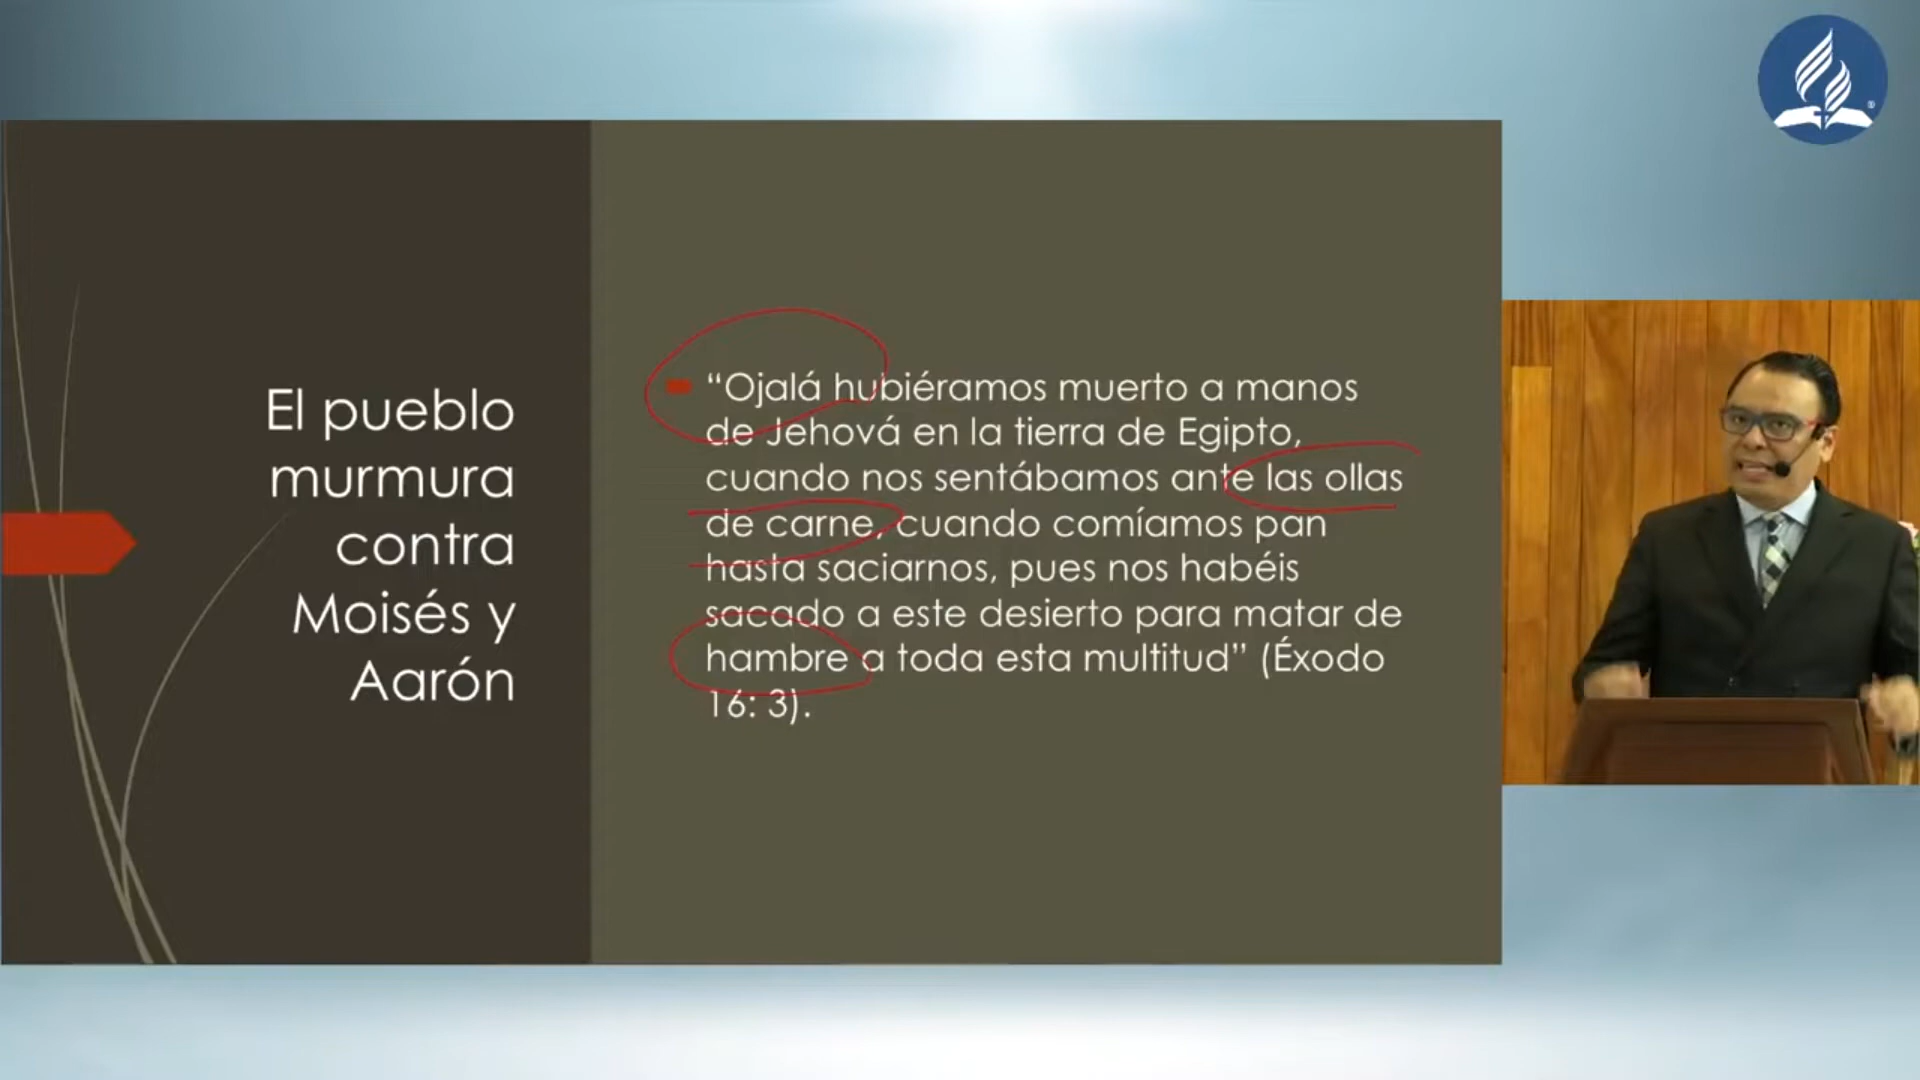 El pueblo
murmura
contra
Moisés y
Aarón
“Ojalá hubiéramos muerto a manos
de Jehová en la tierra de Egipto,
cuando nos sentábamos ante las ollas
de carne, cuando comíamos pan
hasta saciarnos, pues nos habéis
sacado a este desierto para matar de
hambre a toda esta multitud” (Éxodo
16: 3).